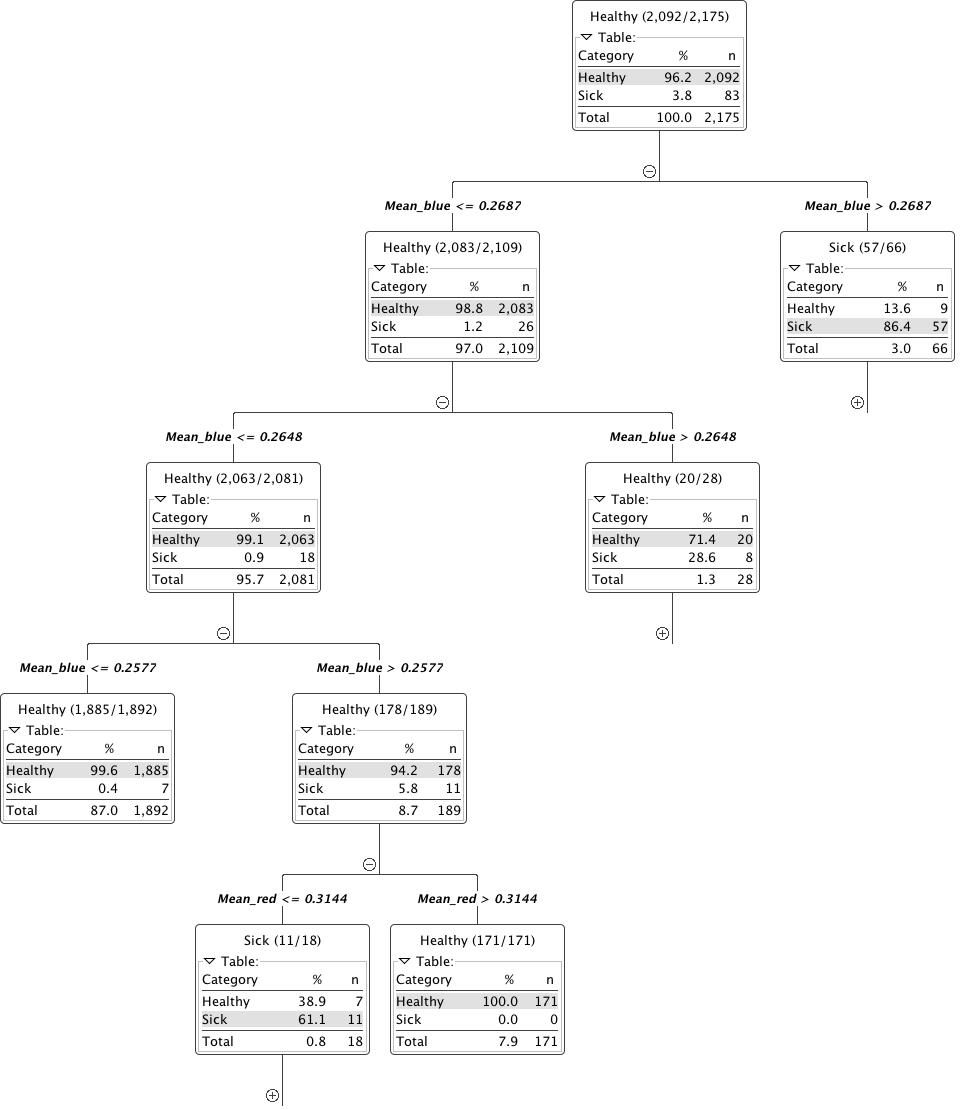 Healthy (2,092/2,175)
Table:
Category % n
Healthy 96.2 2,092
Sick 3.8 83
Total 100.0 2,175
Mean_blue <= 0.2687
Mean_blue > 0.2687
Healthy (2,083/2,109)
Table:
Category % n
Healthy 98.8 2,083
Sick 1.2 26
Total 97.0 2,109
Sick (57/66)
Table:
Category % n
Healthy 13.6 9
Sick 86.4 57
Total 3.0 66
Mean_blue <= 0.2648
Mean_blue > 0.2648
Healthy (2,063/2,081)
Table:
Category % n
Healthy 99.1 2,063
Sick 0.9 18
Total 95.7 2,081
Healthy (20/28)
Table:
Category % n
Healthy 71.4 20
Sick 28.6 8
Total 1.3 28
Mean_blue <= 0.2577
Mean_blue > 0.2577
Healthy (1,885/1,892)
Table:
Category % n
Healthy 99.6 1,885
Sick 0.4 7
Total 87.0 1,892
Healthy (178/189)
Table:
Category % n
Healthy 94.2 178
Sick 5.8 11
Total 8.7 189
Mean_red <= 0.3144
Mean_red > 0.3144
Sick (11/18)
Table:
Category % n
Healthy 38.9 7
Sick 61.1 11
Total 0.8 18
Healthy (171/171)
Table:
Category % n
Healthy 100.0 171
Sick 0.0 0
Total 7.9 171